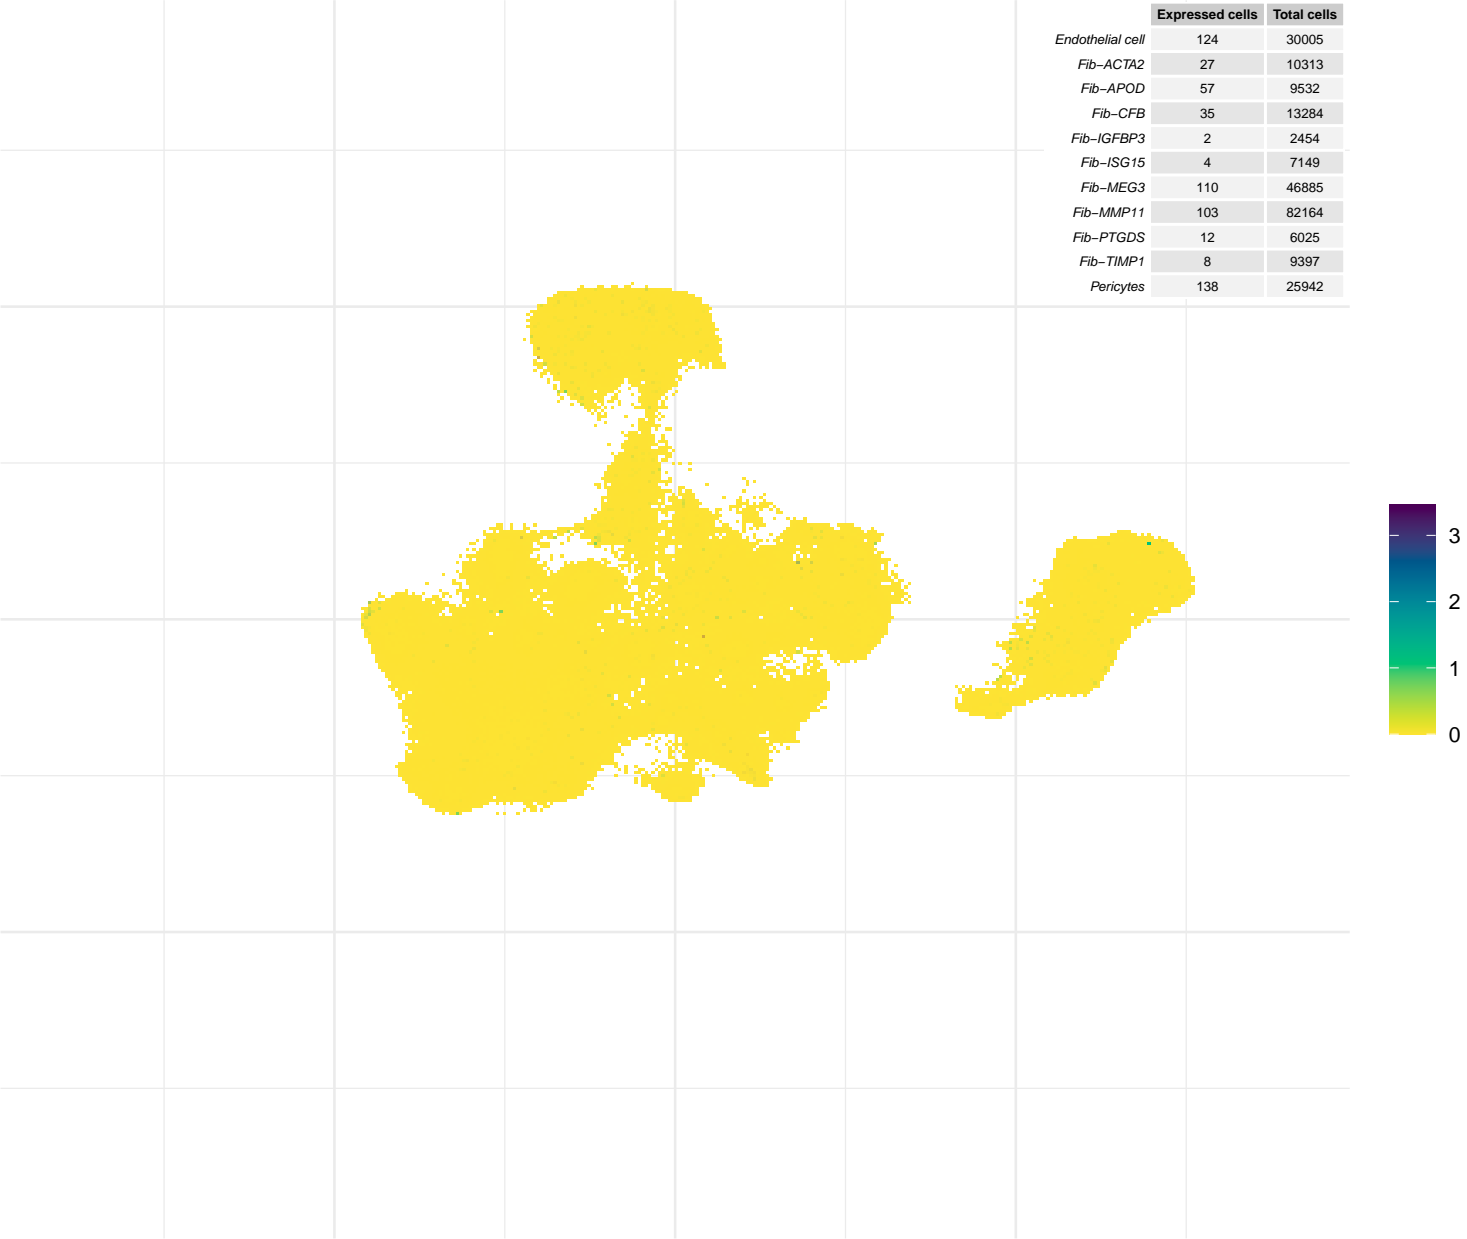 Expressed cells Total cells
Endothelial cell 124 30005
Fib−ACTA2 27 10313
Fib−APOD 57 9532
Fib−CFB 35 13284
Fib−IGFBP3 2 2454
Fib−ISG15 4 7149
Fib−MEG3 110 46885
Fib−MMP11 103 82164
Fib−PTGDS 12 6025
Fib−TIMP1 8 9397
Pericytes 138 25942
3
2
1
0